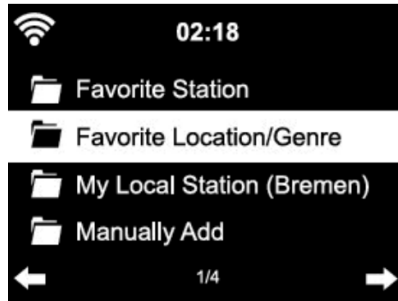 02:18
Favorite Station
Favorite Location/Genre
My Local Station (Bremen)
Manually Add
1/4